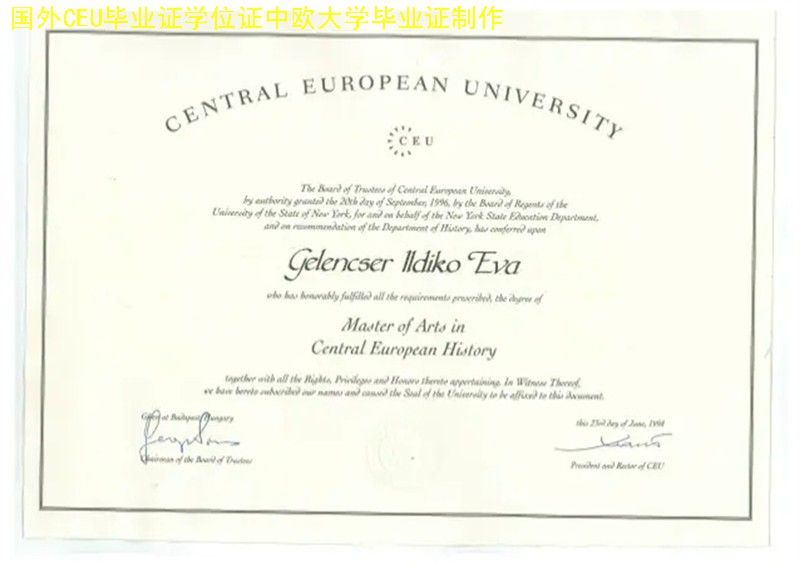 国外CEU毕业证学位证中欧大学毕业证制作
CENTRAL EUROPEAN UNIVERSITY
CEU
The Board of Trustees of Central European University,
by authority granted the 20th day of September, 1996, by the Board of Regents of the
University of the State of New York, for and on behalf of the New York State Education Department,
and on recommendation of the Department of History, has conferred upon
Gelencser Ildiko Eva
who has honorably fulfilled all the requirements prescribed, the degree of
Master of Arts in
Central European History
together with all the Rights, Privileges and Honors thereto appertaining. In Witness Thereof,
we have hereto subscribed our names and caused the Seal of the University to be affixed to this document.
Given at Budapest Hungary
this 23rd day of June, 1994
Chairman of the Board of Trustees
President and Rector of CEU